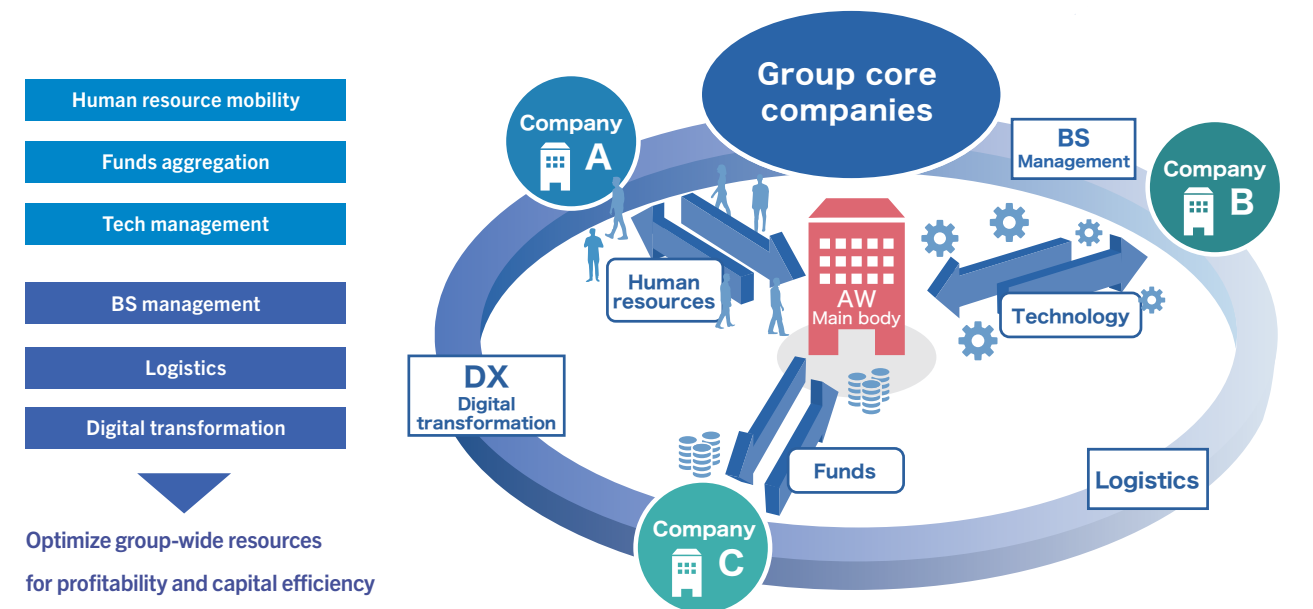 Human resource mobility
Funds aggregation
Tech management
BS management
Logistics
Digital transformation
Optimize group-wide resources
for profitability and capital efficiency
Group core
companies
Company
A
BS
Management
Company
B
Human
resources
AW
Main body
Technology
DX
Digital
transformation
Funds
Logistics
Company
C